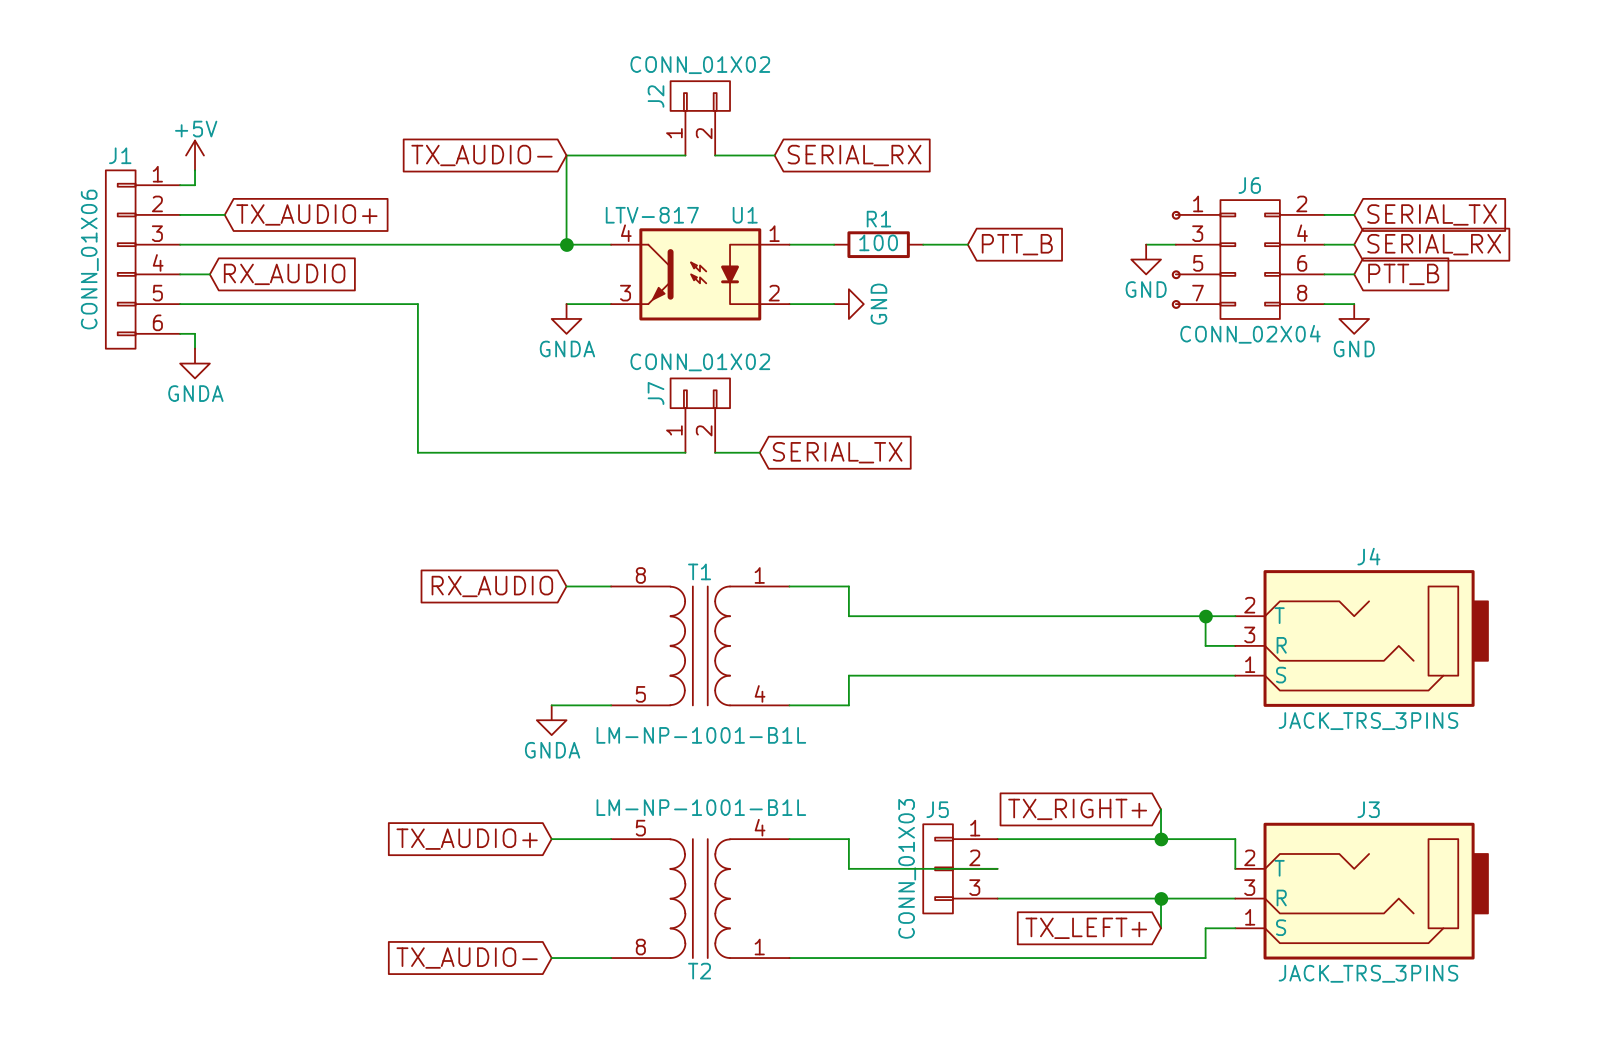 CONN_01X02
J2
1
2
TX_AUDIO-
SERIAL_RX
+5V
J1
CONN_01X06
1
2
3
4
5
6
TX_AUDIO+
RX_AUDIO
GNDA
LTV-817
U1
4
3
1
2
R1
100
PTT_B
GNDA
GND
CONN_01X02
J7
1
2
SERIAL_TX
J6
1
3
5
7
2
4
6
8
SERIAL_TX
SERIAL_RX
PTT_B
GND
CONN_02X04
GND
RX_AUDIO
8
T1
1
5
4
GNDA
LM-NP-1001-B1L
J4
2
3
1
T
R
S
JACK_TRS_3PINS
LM-NP-1001-B1L
TX_AUDIO+
5
4
TX_AUDIO-
8
1
T2
CONN_01X03
J5
1
2
3
TX_RIGHT+
TX_LEFT+
J3
2
3
1
T
R
S
JACK_TRS_3PINS